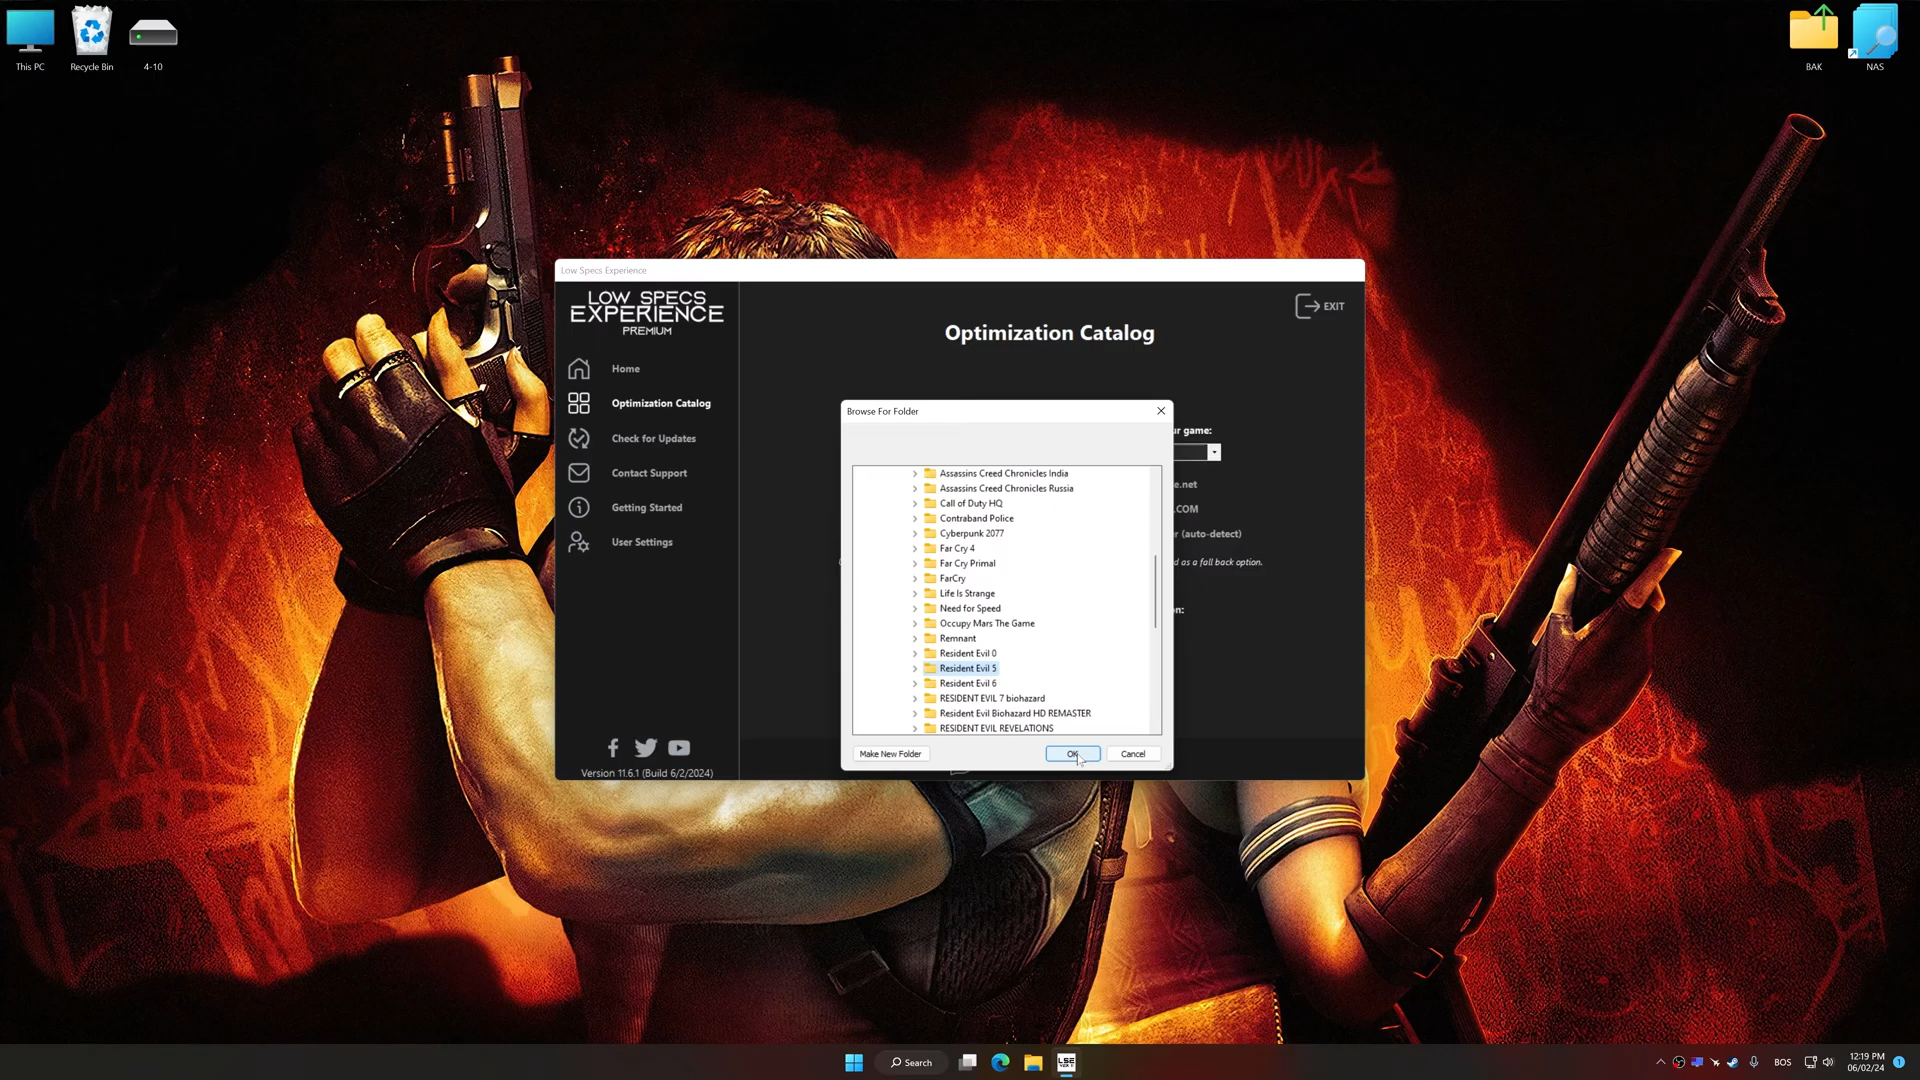 This PC
Recycle Bin
4-10
BAK
NAS
Low Specs Experience
LOW SPECS
EXPERIENCE
PREMIUM
EXIT
Optimization Catalog
Home
Optimization Catalog
Check for Updates
Contact Support
Getting Started
User Settings
Version 11.6.1 (Build 6/2/2024)
Browse For Folder
Assassins Creed Chronicles India
Assassins Creed Chronicles Russia
Call of Duty HQ
Contraband Police
Cyberpunk 2077
Far Cry 4
Far Cry Primal
FarCry
Life Is Strange
Need for Speed
Occupy Mars The Game
Remnant
Resident Evil 0
Resident Evil 5
Resident Evil 6
RESIDENT EVIL 7 biohazard
Resident Evil Biohazard HD REMASTER
RESIDENT EVIL REVELATIONS
Make New Folder
OK
Cancel
ur game:
e.net
.COM
r (auto-detect)
d as a fall back option.
n:
Search
LSE
BOS
12:19 PM
06/02/24
1